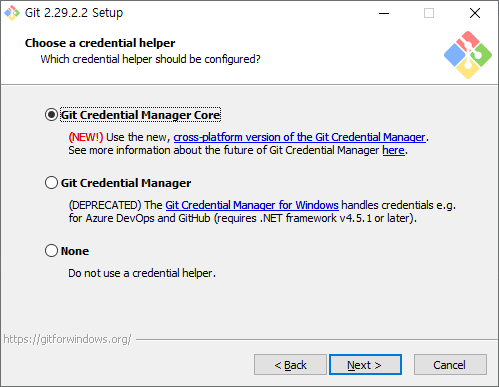 Git 2.29.2.2 Setup
Choose a credential helper
Which credential helper should be configured?
Git Credential Manager Core
(NEW!) Use the new, cross-platform version of the Git Credential Manager.
See more information about the future of Git Credential Manager here.
Git Credential Manager
(DEPRECATED) The Git Credential Manager for Windows handles credentials e.g.
for Azure DevOps and GitHub (requires .NET framework v4.5.1 or later).
None
Do not use a credential helper.
https://gitforwindows.org/
< Back Next > Cancel